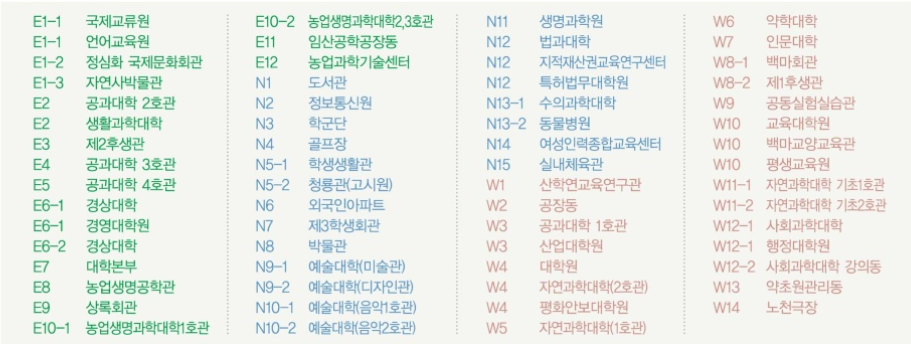 E1-1 국제교류원
E1-1 언어교육원
E1-2 정심화 국제문화회관
E1-3 자연사박물관
E2 공과대학 2호관
E2 생활과학대학
E3 제2후생관
E4 공과대학 3호관
E5 공과대학 4호관
E6-1 경상대학
E6-1 경영대학원
E6-2 경상대학
E7 대학본부
E8 농업생명공학관
E9 상록회관
E10-1 농업생명과학대학1호관
E10-2 농업생명과학대학2,3호관
E11 임산공학공장동
E12 농업과학기술센터
N1 도서관
N2 정보통신원
N3 학군단
N4 골프장
N5-1 학생생활관
N5-2 청룡관(고시원)
N6 외국인아파트
N7 제3학생회관
N8 박물관
N9-1 예술대학(미술관)
N9-2 예술대학(디자인관)
N10-1 예술대학(음악1호관)
N10-2 예술대학(음악2호관)
N11 생명과학원
N12 법과대학
N12 지적재산권교육연구센터
N12 특허법무대학원
N13-1 수의과학대학
N13-2 동물병원
N14 여성인력종합교육센터
N15 실내체육관
W1 산학연교육연구관
W2 공장동
W3 공과대학 1호관
W3 산업대학원
W4 대학원
W4 자연과학대학(2호관)
W4 평화안보대학원
W5 자연과학대학(1호관)
W6 약학대학
W7 인문대학
W8-1 백마회관
W8-2 제1후생관
W9 공동실험실습관
W10 교육대학원
W10 백마교양교육관
W10 평생교육원
W11-1 자연과학대학 기초1호관
W11-2 자연과학대학 기초2호관
W12-1 사회과학대학
W12-1 행정대학원
W12-2 사회과학대학 강의동
W13 약초원관리동
W14 노천극장